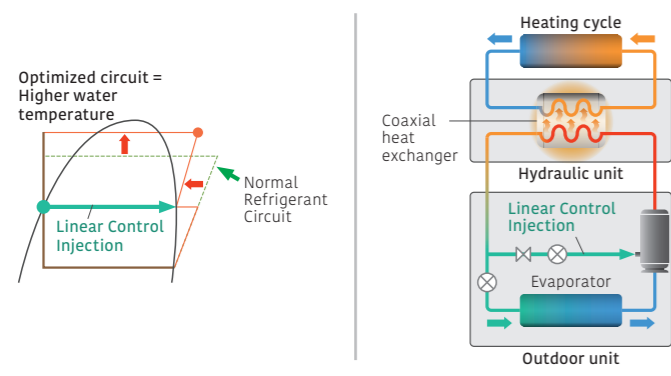 Optimized circuit =
Higher water
temperature
Linear Control
Injection
Normal
Refrigerant
Circuit
Heating cycle
Coaxial
heat
exchanger
Hydraulic unit
Linear Control
Injection
Evaporator
Outdoor unit